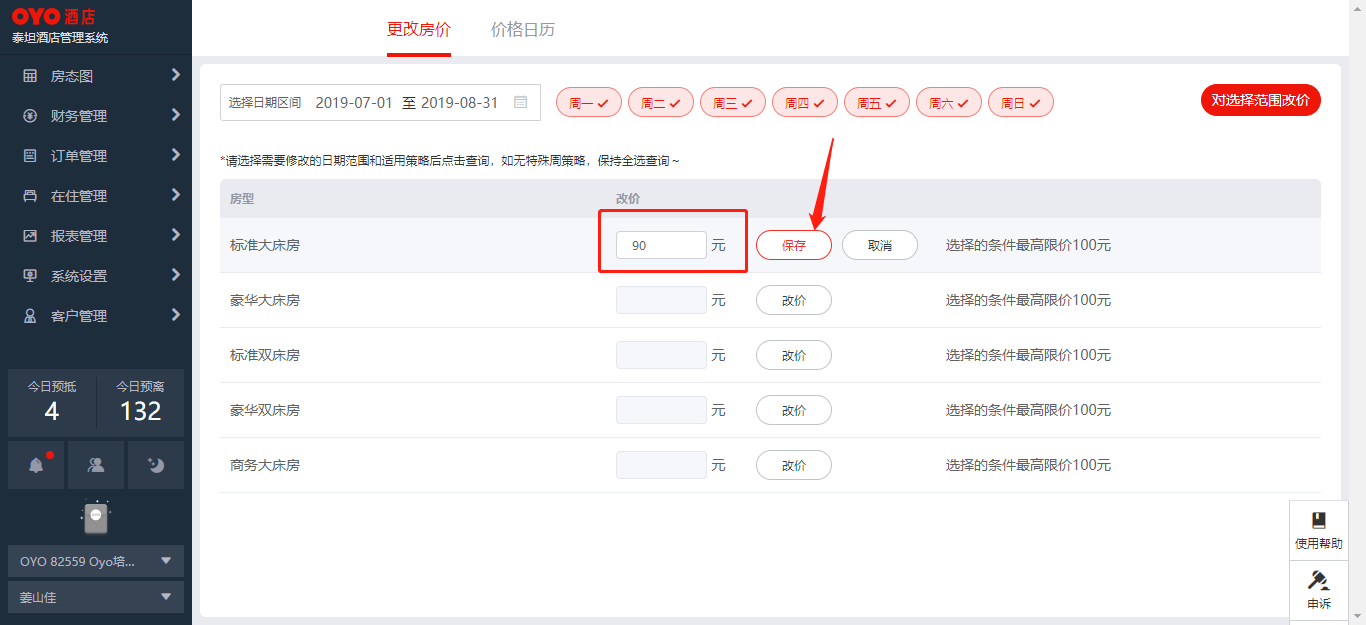 OYO 酒店
泰坦酒店管理系统
房态图
财务管理
订单管理
在住管理
报表管理
系统设置
客户管理
今日预抵 今日预离
4 132
OYO 82559 Oyo培...
姜山佳
更改房价 价格日历
选择日期区间 2019-07-01 至 2019-08-31 周一 周二 周三 周四 周五 周六 周日 对选择范围改价
*请选择需要修改的日期范围和适用策略后点击查询，如无特殊周策略，保持全选查询～
房型 改价
标准大床房 90 元 保存 取消 选择的条件最高限价100元
豪华大床房 元 改价 选择的条件最高限价100元
标准双床房 元 改价 选择的条件最高限价100元
豪华双床房 元 改价 选择的条件最高限价100元
商务大床房 元 改价 选择的条件最高限价100元
使用帮助
申诉